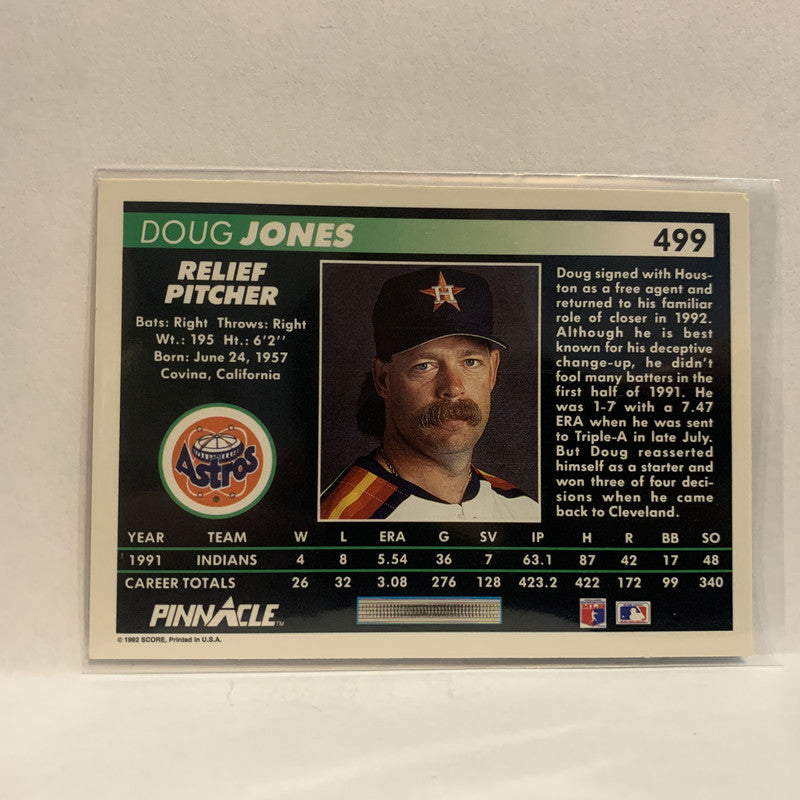 DOUG JONES 499
RELIEF
PITCHER
Bats: Right Throws: Right
Wt.: 195 Ht.: 6'2''
Born: June 24, 1957
Covina, California
H
Astros
Doug signed with Hous-
ton as a free agent and
returned to his familiar
role of closer in 1992.
Although he is best
known for his deceptive
change-up, he didn't
fool many batters in the
first half of 1991. He
was 1-7 with a 7.47
ERA when he was sent
to Triple-A in late July.
But Doug reasserted
himself as a starter and
won three of four deci-
sions when he came
back to Cleveland.
YEAR TEAM W L ERA G SV IP H R BB SO
1991 INDIANS 4 8 5.54 36 7 63.1 87 42 17 48
CAREER TOTALS 26 32 3.08 276 128 423.2 422 172 99 340
PINNACLE™
© 1992 SCORE, Printed in U.S.A.